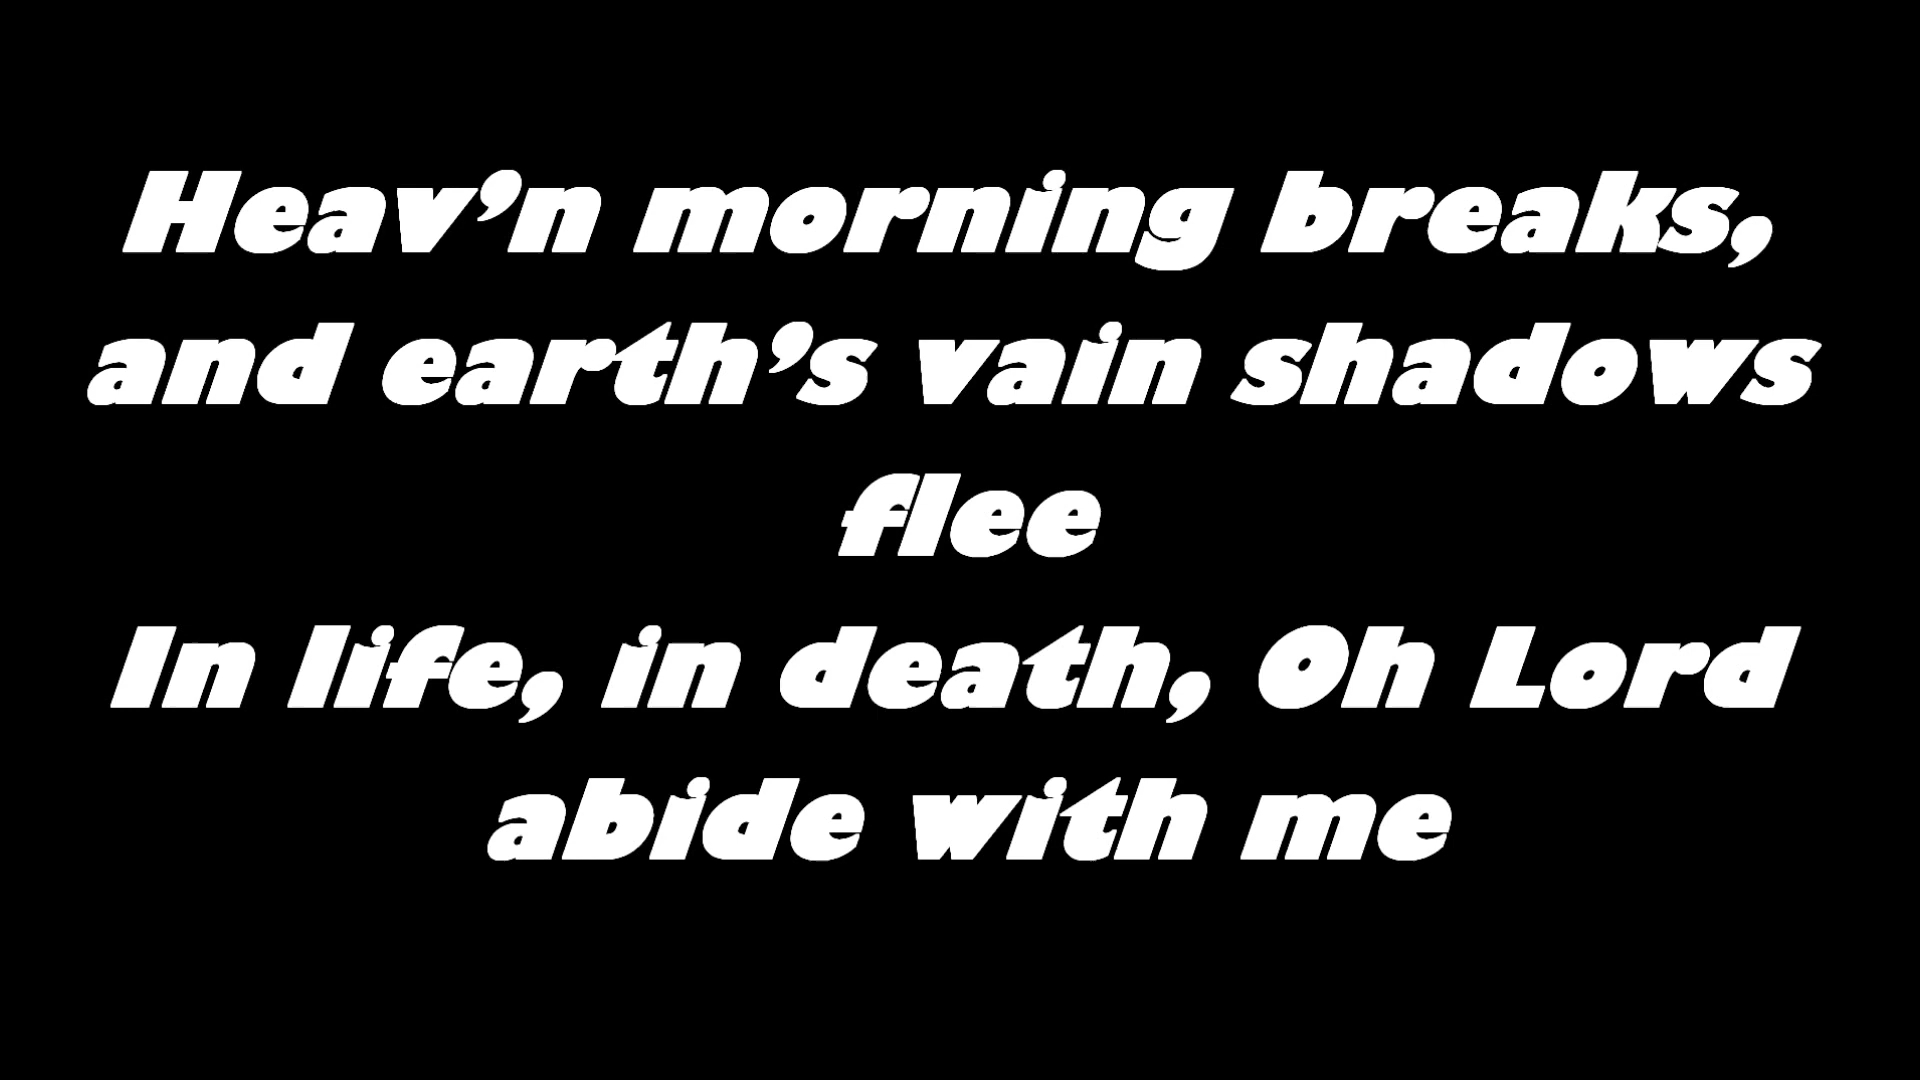 Heav’n morning breaks,
and earth’s vain shadows
flee
In life, in death, Oh Lord
abide with me